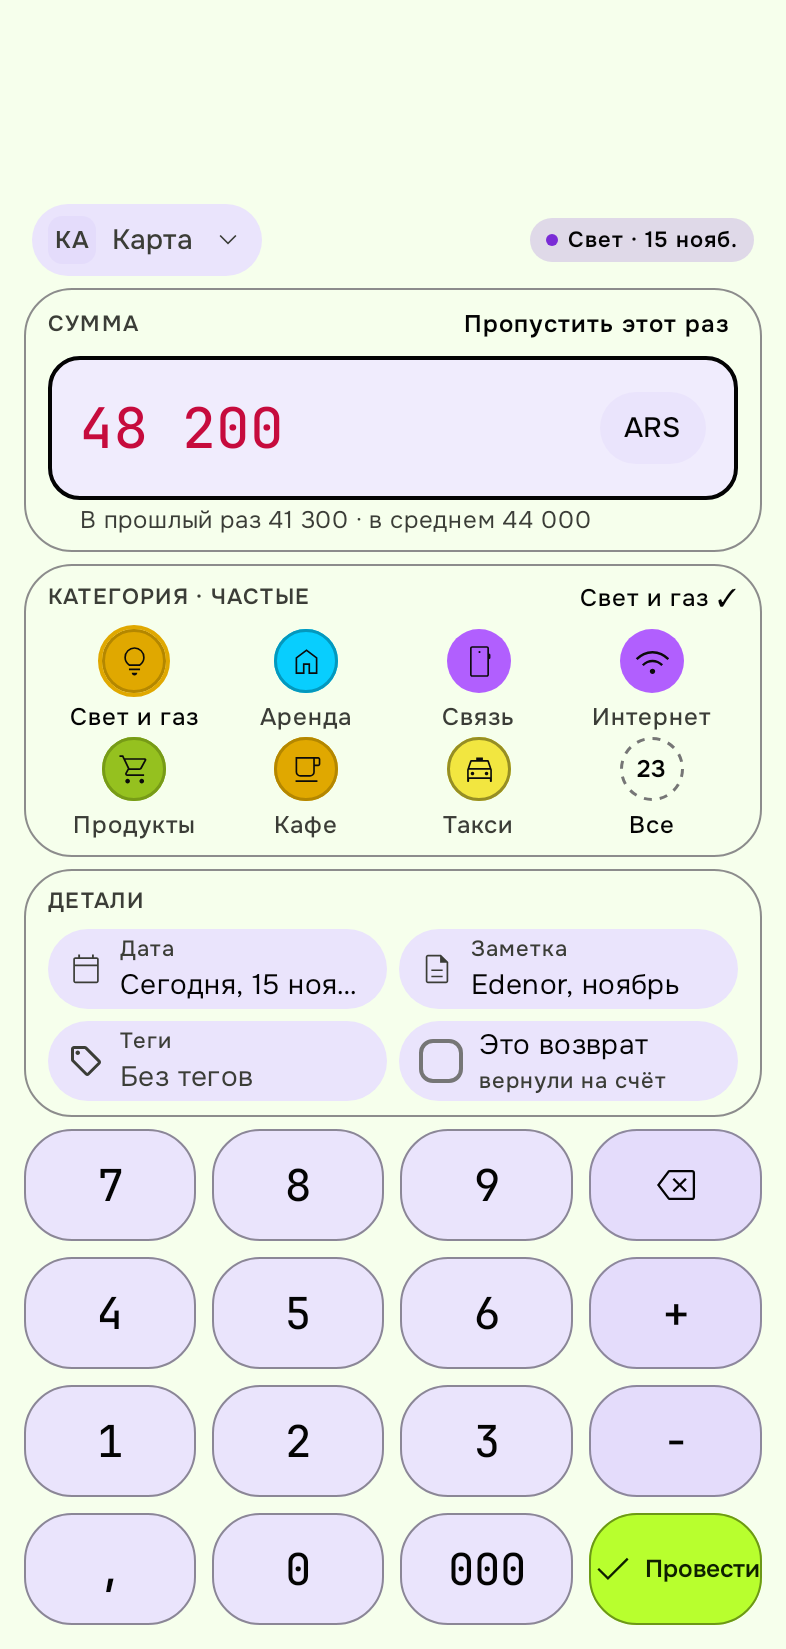 КА Карта
Свет · 15 нояб.
СУММА
Пропустить этот раз
48 200
ARS
В прошлый раз 41 300 · в среднем 44 000
КАТЕГОРИЯ · ЧАСТЫЕ
Свет и газ ✓
Свет и газ
Аренда
Связь
Интернет
23
Продукты
Кафе
Такси
Все
ДЕТАЛИ
Дата
Сегодня, 15 ноя...
Заметка
Edenor, ноябрь
Теги
Без тегов
Это возврат
вернули на счёт
7 8 9
4 5 6 +
1 2 3 -
, 0 000 Провести